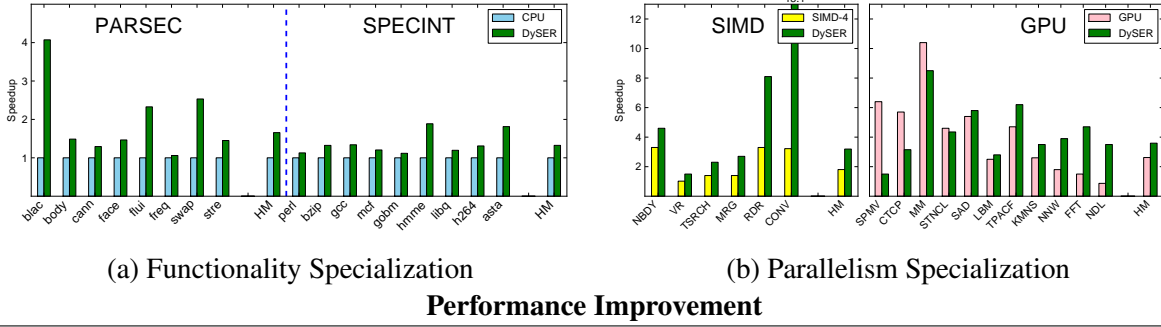 PARSEC SPECINT
CPU
DySER
Speedup
4
3
2
1
blac body cann face flui freq swap stre HM perl bzip gcc mcf gobm hmme libq h264 asta HM
(a) Functionality Specialization
SIMD
SIMD-4
DySER
GPU
GPU
DySER
Speedup
12
10
8
6
4
2
NBDY VR TSRCH MRG RDR CONV HM
SPMV CTCP MM STNCL SAD LBM TPACF KMNS NNW FFT NDL HM
(b) Parallelism Specialization
Performance Improvement